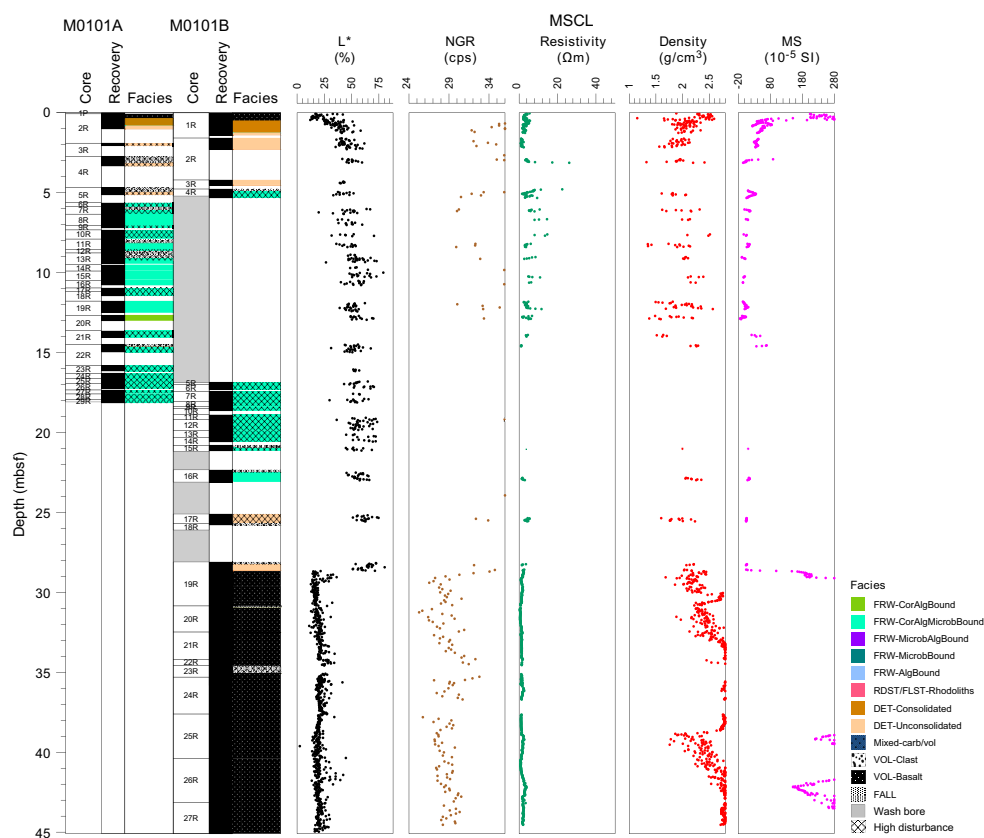 MSCL
M0101A
M0101B
L*
(%)
NGR
(cps)
Resistivity
(Ωm)
Density
(g/cm³)
MS
(10⁻⁵ SI)
Core
Recovery
Facies
Core
Recovery
Facies
0 25 50 75
24 29 34
0 20 40
1 1.5 2 2.5
-20 80 180 280
Depth (mbsf)
0
5
10
15
20
25
30
35
40
45
1P
2R
3R
4R
5R
6R
7R
8R
9R
10R
11R
12R
13R
14R
15R
16R
17R
18R
19R
20R
21R
22R
23R
24R
25R
26R
27R
28R
29R
1R
2R
3R
4R
5R
6R
7R
8R
10R
11R
12R
13R
14R
15R
16R
17R
18R
19R
20R
21R
22R
23R
24R
25R
26R
27R
Facies
FRW-CorAlgBound
FRW-CorAlgMicrobBound
FRW-MicrobAlgBound
FRW-MicrobBound
FRW-AlgBound
RDST/FLST-Rhodoliths
DET-Consolidated
DET-Unconsolidated
Mixed-carb/vol
VOL-Clast
VOL-Basalt
FALL
Wash bore
High disturbance